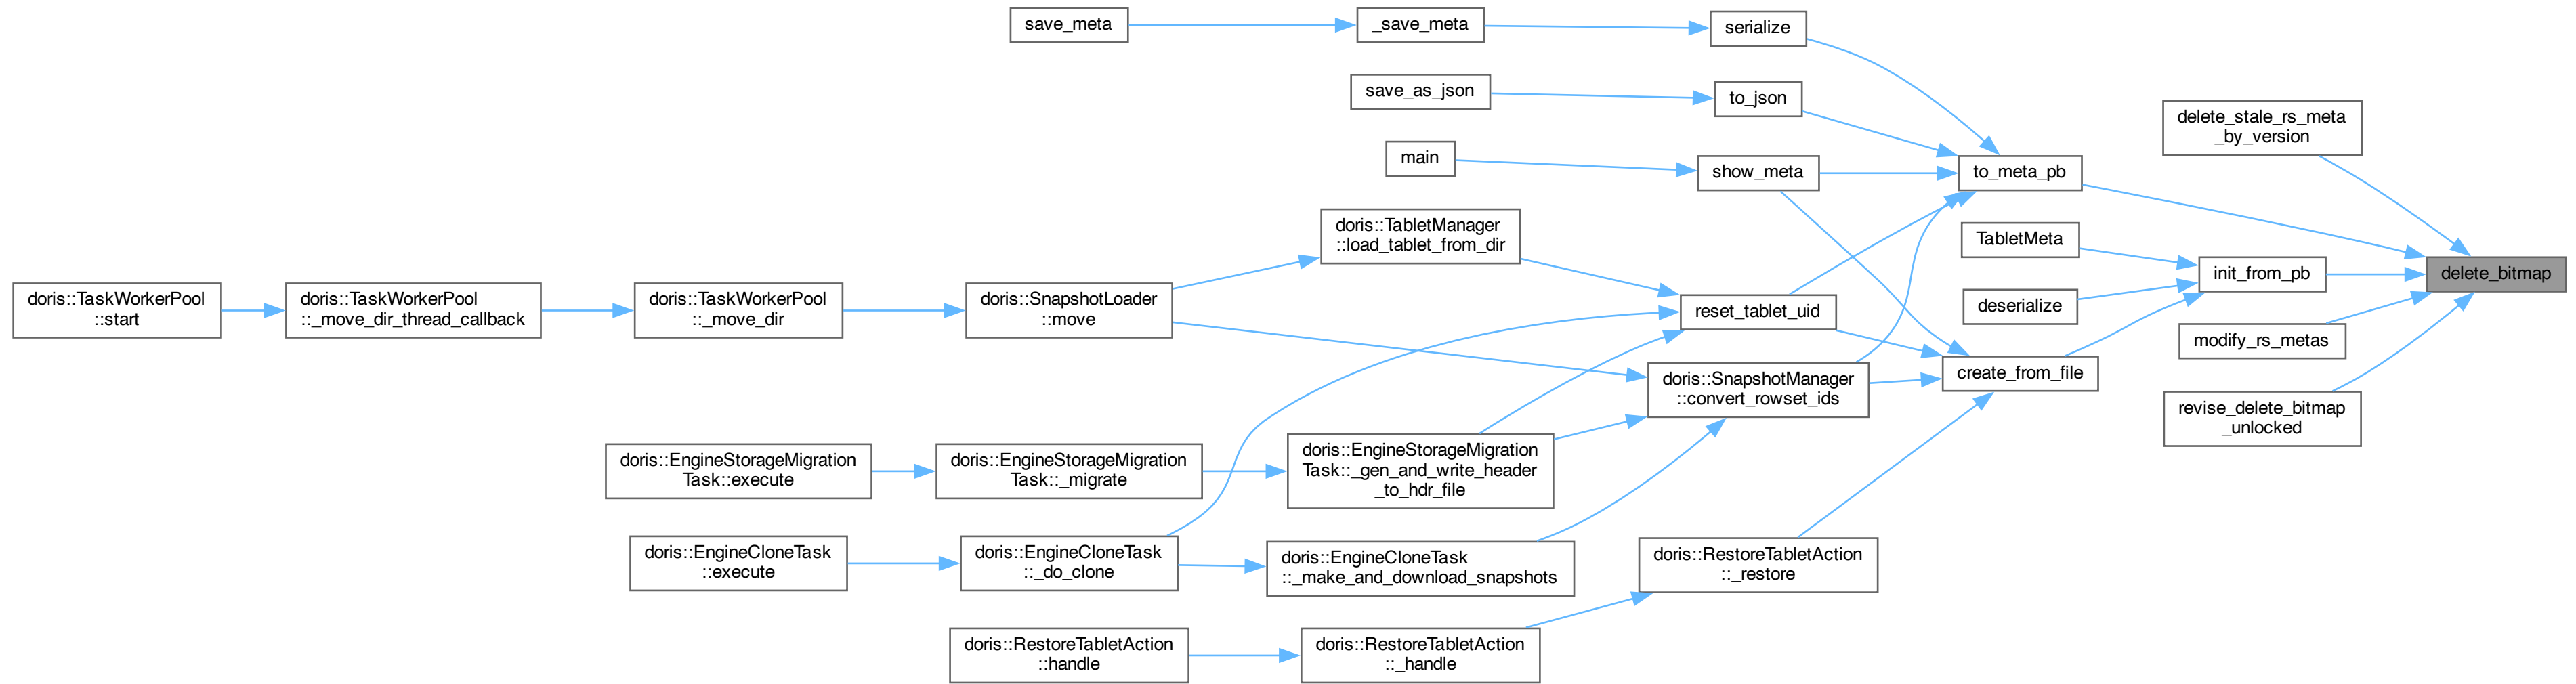 save_meta
_save_meta
serialize
save_as_json
to_json
main
show_meta
to_meta_pb
delete_stale_rs_meta
_by_version
doris::TabletManager
::load_tablet_from_dir
TabletMeta
init_from_pb
delete_bitmap
deserialize
doris::TaskWorkerPool
::start
doris::TaskWorkerPool
::_move_dir_thread_callback
doris::TaskWorkerPool
::_move_dir
doris::SnapshotLoader
::move
reset_tablet_uid
modify_rs_metas
doris::SnapshotManager
::convert_rowset_ids
create_from_file
revise_delete_bitmap
_unlocked
doris::EngineStorageMigration
Task::execute
doris::EngineStorageMigration
Task::_migrate
doris::EngineStorageMigration
Task::_gen_and_write_header
_to_hdr_file
doris::EngineCloneTask
::execute
doris::EngineCloneTask
::_do_clone
doris::EngineCloneTask
::_make_and_download_snapshots
doris::RestoreTabletAction
::_restore
doris::RestoreTabletAction
::handle
doris::RestoreTabletAction
::_handle